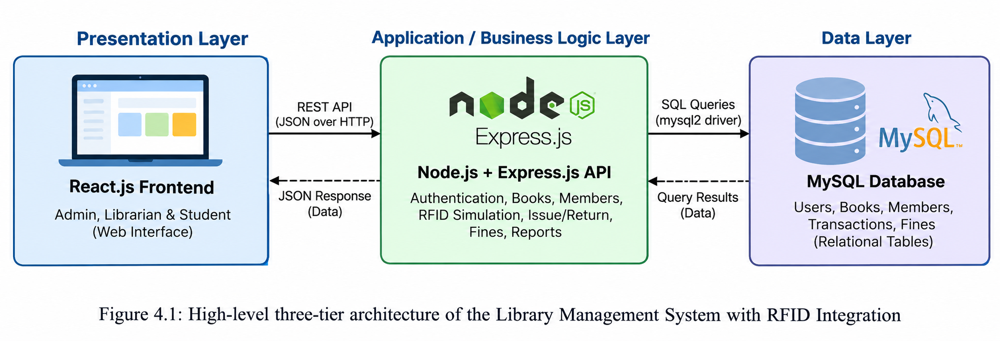 Presentation Layer
React.js Frontend
Admin, Librarian & Student
(Web Interface)
REST API
(JSON over HTTP)
JSON Response
(Data)
Application / Business Logic Layer
node JS
Express.js
Node.js + Express.js API
Authentication, Books, Members,
RFID Simulation, Issue/Return,
Fines, Reports
SQL Queries
(mysql2 driver)
Query Results
(Data)
Data Layer
MySQL™
MySQL Database
Users, Books, Members,
Transactions, Fines
(Relational Tables)
Figure 4.1: High-level three-tier architecture of the Library Management System with RFID Integration